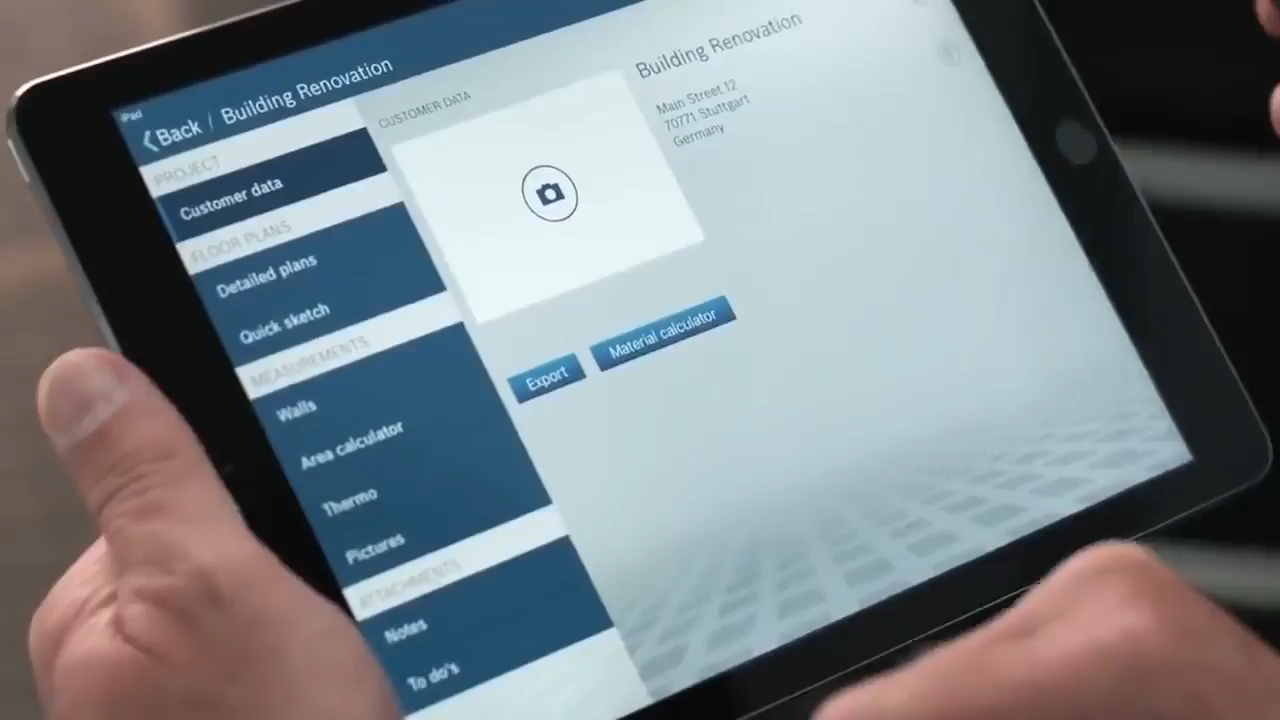 iPad
Back / Building Renovation
PROJECT
Customer data
FLOOR PLANS
Detailed plans
Quick sketch
MEASUREMENTS
Walls
Area calculator
Thermo
Pictures
ATTACHMENTS
Notes
To do's
CUSTOMER DATA
Building Renovation
Main Street 12
70771 Stuttgart
Germany
Export
Material calculator